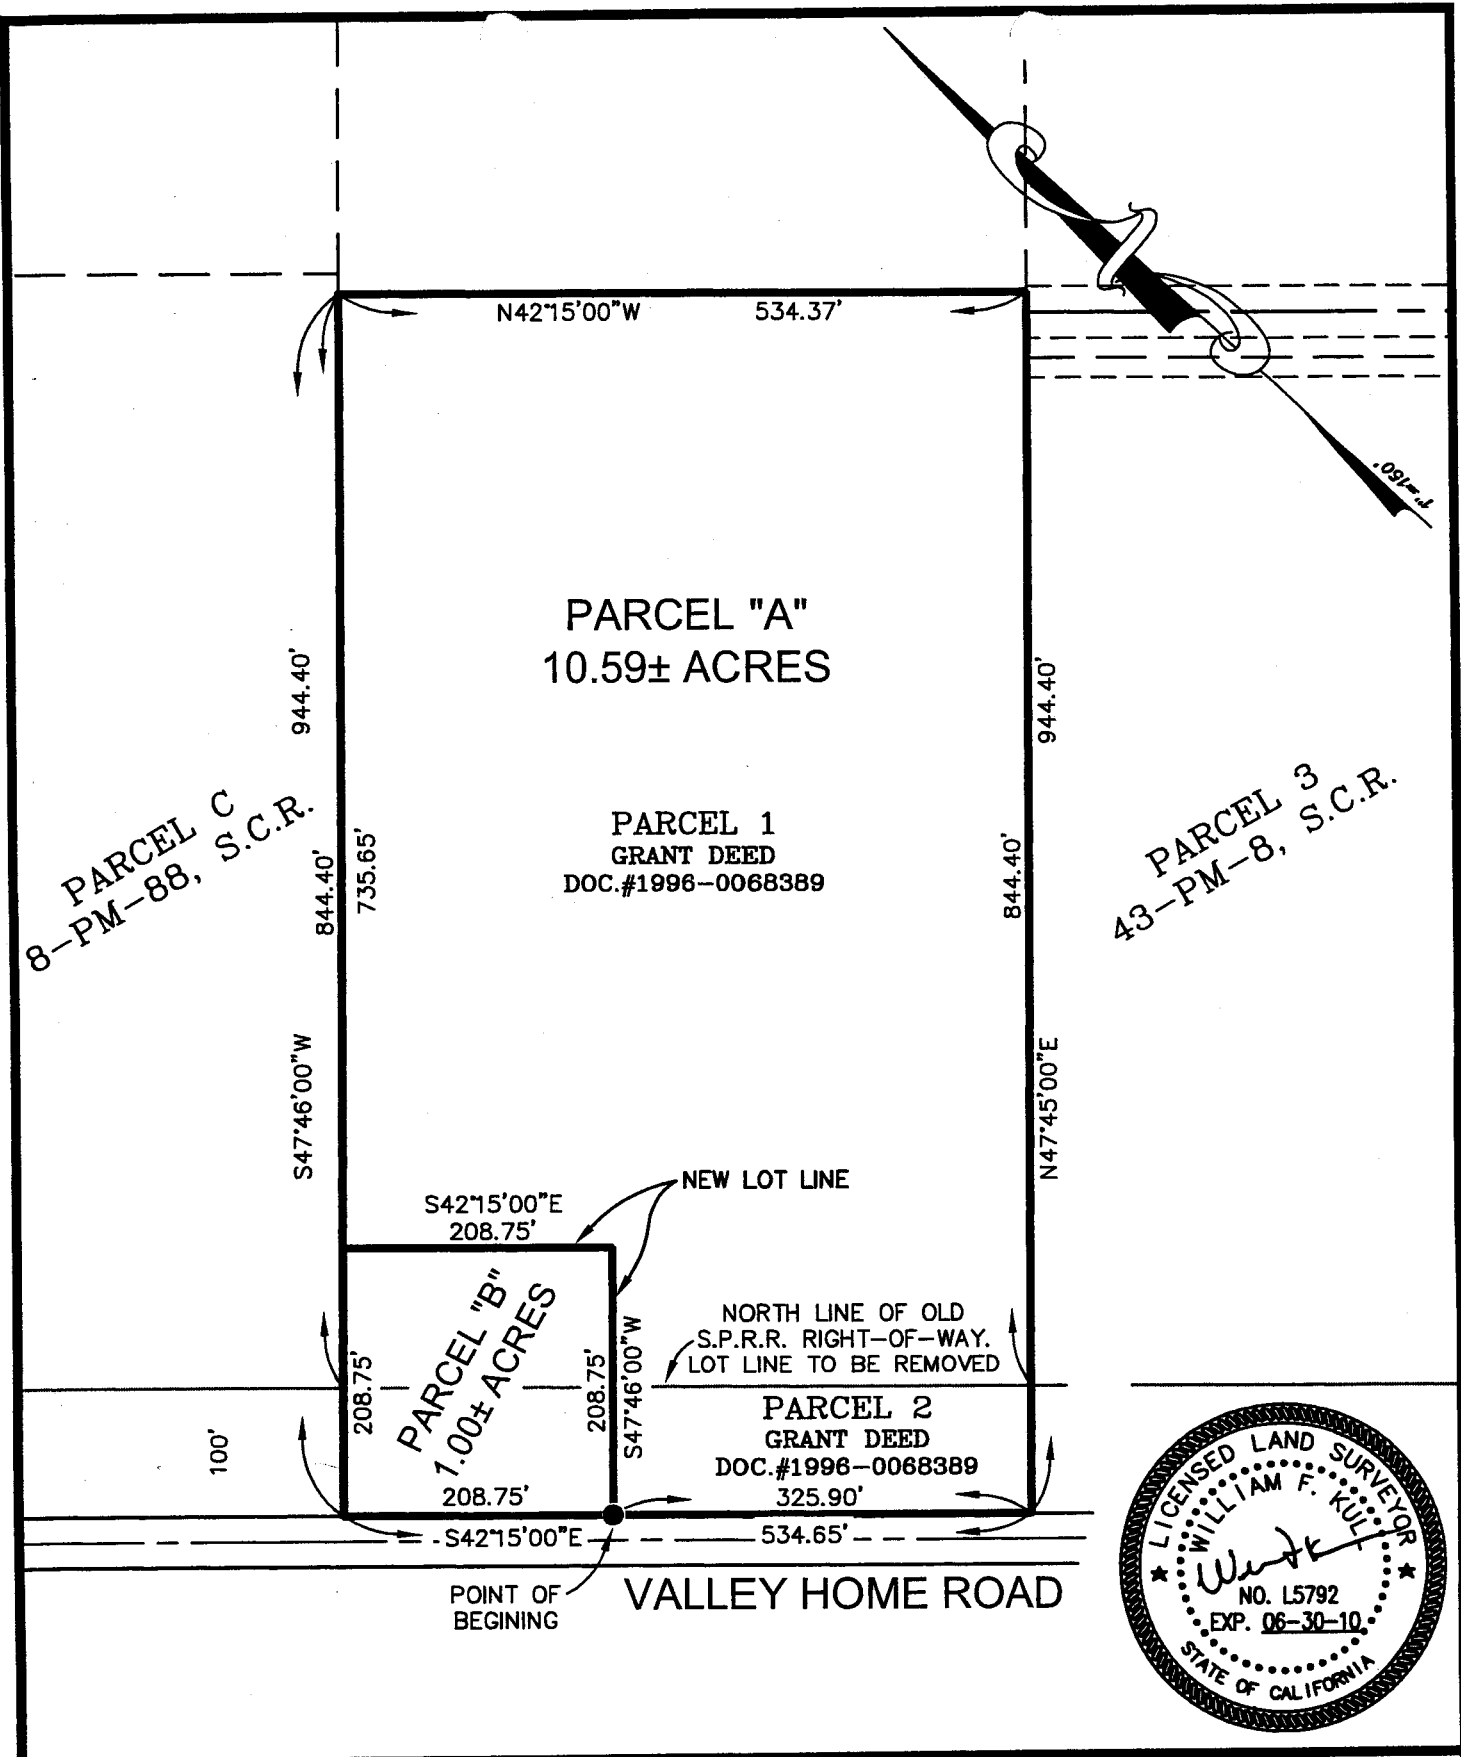 N42°15'00"W 534.37'
1"=150'
PARCEL "A"
10.59± ACRES
944.40'
944.40'
PARCEL C
8-PM-88, S.C.R.
844.40'
735.65'
PARCEL 1
GRANT DEED
DOC.#1996-0068389
844.40'
PARCEL 3
43-PM-8, S.C.R.
S47°46'00"W
N47°45'00"E
NEW LOT LINE
S42°15'00"E
208.75'
PARCEL "B"
1.00± ACRES
208.75'
208.75'
S47°46'00"W
NORTH LINE OF OLD
S.P.R.R. RIGHT-OF-WAY.
LOT LINE TO BE REMOVED
100'
PARCEL 2
GRANT DEED
DOC.#1996-0068389
208.75'
325.90'
S42°15'00"E 534.65'
POINT OF
BEGINING
VALLEY HOME ROAD
LICENSED LAND SURVEYOR
WILLIAM F. KULL
NO. L5792
EXP. 06-30-10
STATE OF CALIFORNIA